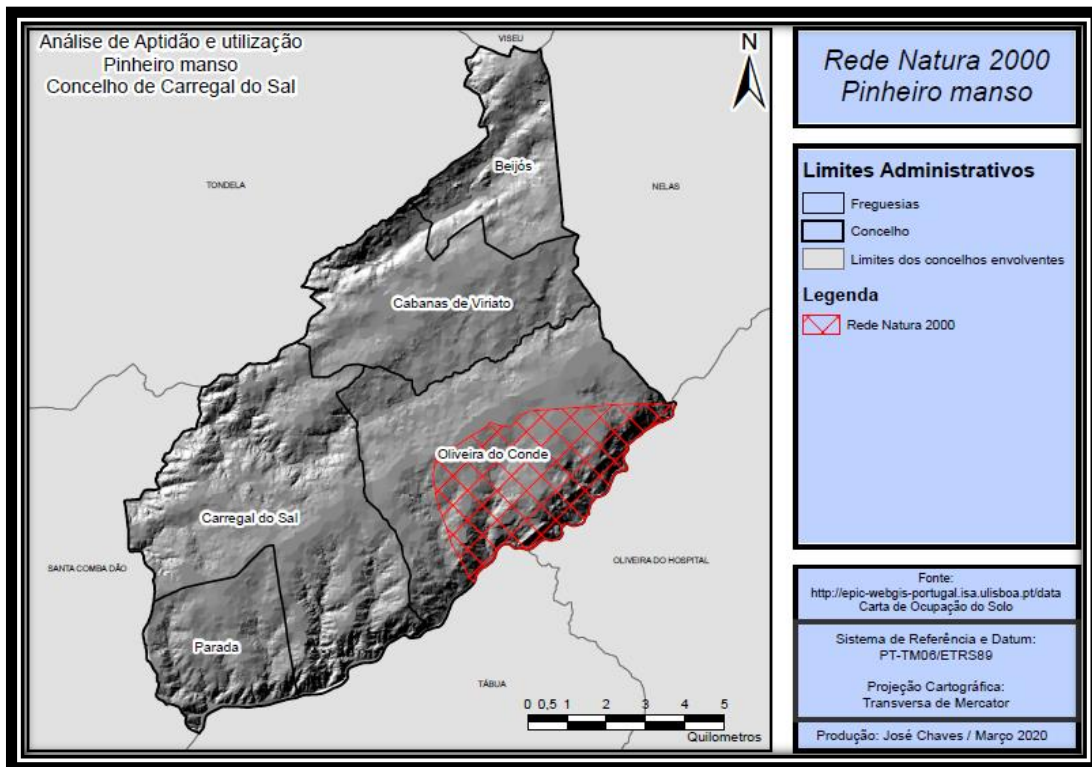 Análise de Aptidão e utilização
Pinheiro manso
Concelho de Carregal do Sal
VISEU
N
Beijós
TONDELA
NELAS
Cabanas de Viriato
Oliveira do Conde
Carregal do Sal
SANTA COMBA DÃO
OLIVEIRA DO HOSPITAL
Parada
TÁBUA
0 0,5 1 2 3 4 5
Quilometros
Rede Natura 2000
Pinheiro manso
Limites Administrativos
Freguesias
Concelho
Limites dos concelhos envolventes
Legenda
Rede Natura 2000
Fonte:
http://epic-webgis-portugal.isa.ulisboa.pt/data
Carta de Ocupação do Solo
Sistema de Referência e Datum:
PT-TM06/ETRS89
Projeção Cartográfica:
Transversa de Mercator
Produção: José Chaves / Março 2020